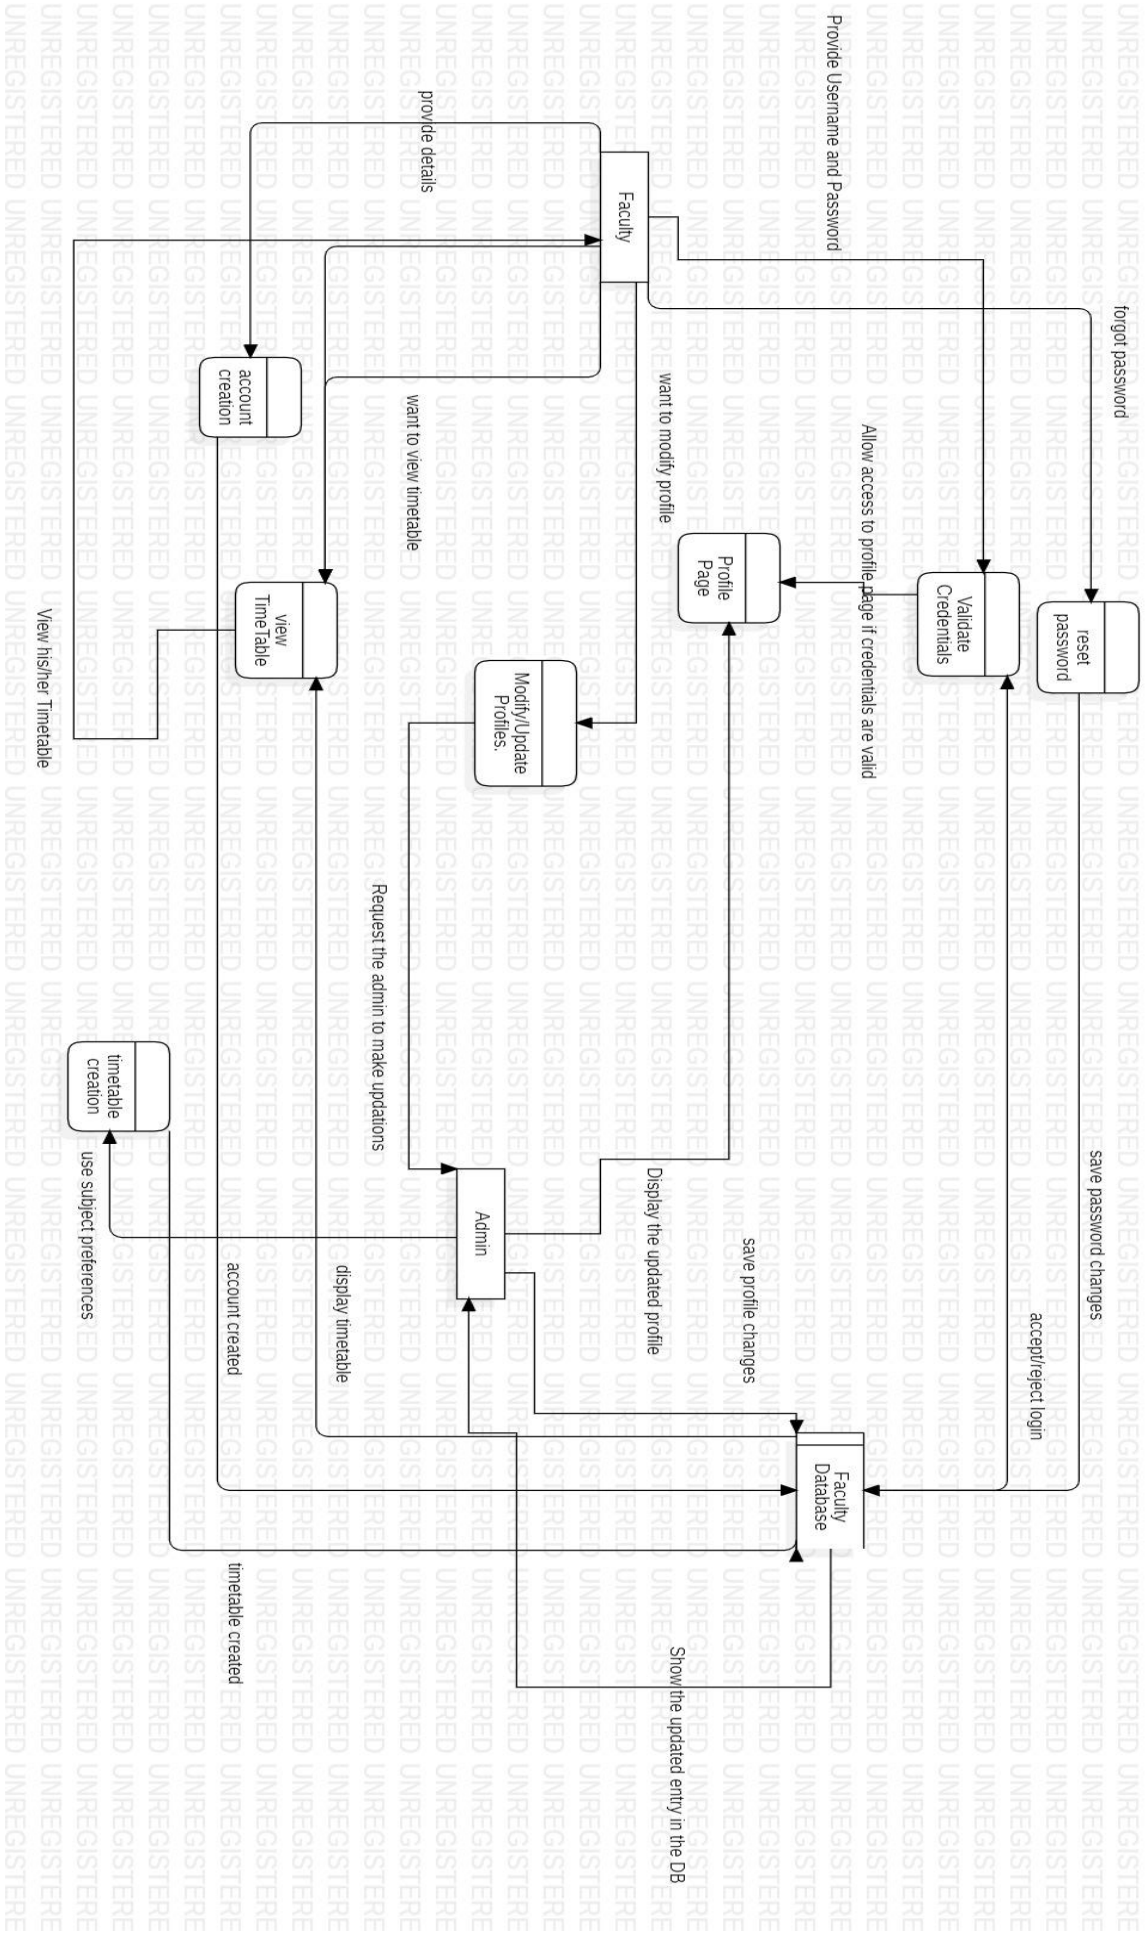 forgot password
reset
password
save password changes
Provide Username and Password
Validate
Credentials
accept/reject login
Allow access to profile page if credentials are valid
Profile
Page
Faculty
Database
save profile changes
want to modify profile
Display the updated profile
Show the updated entry in the DB
Faculty
Modify/Update
Profiles.
Admin
provide details
want to view timetable
Request the admin to make updations
view
TimeTable
display timetable
account
creation
account created
timetable created
timetable
creation
use subject preferences
View his/her Timetable
UNREGISTERED